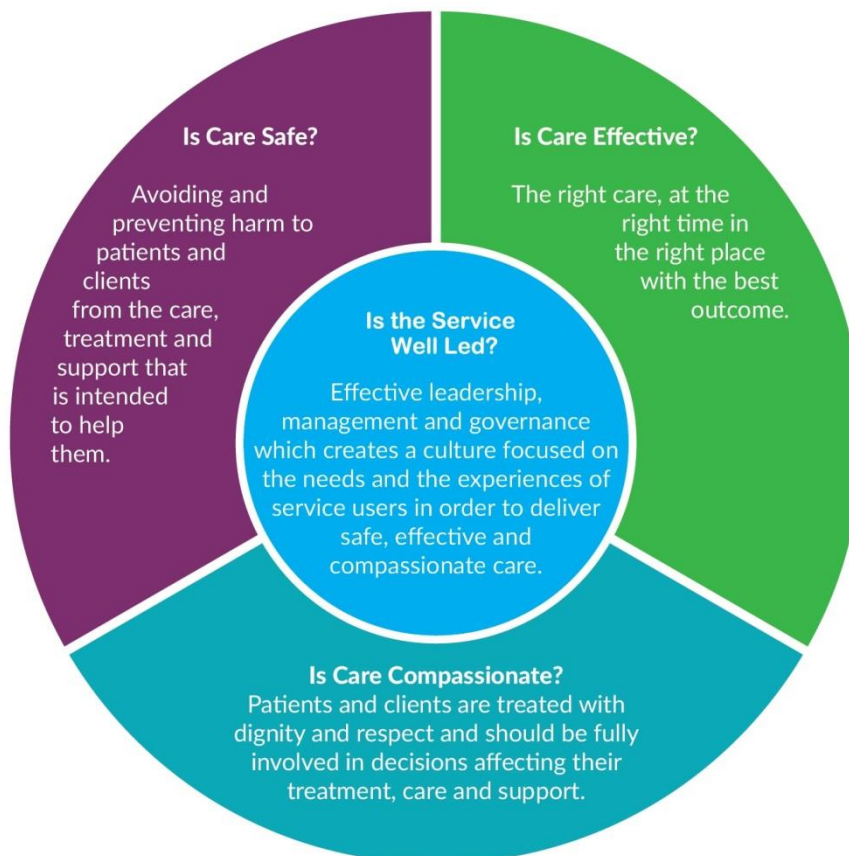 Is Care Safe?
Avoiding and
preventing harm to
patients and
clients
from the care,
treatment and
support that
is intended
to help
them.
Is Care Effective?
The right care, at the
right time in
the right place
with the best
outcome.
Is the Service
Well Led?
Effective leadership,
management and governance
which creates a culture focused on
the needs and the experiences of
service users in order to deliver
safe, effective and
compassionate care.
Is Care Compassionate?
Patients and clients are treated with
dignity and respect and should be fully
involved in decisions affecting their
treatment, care and support.